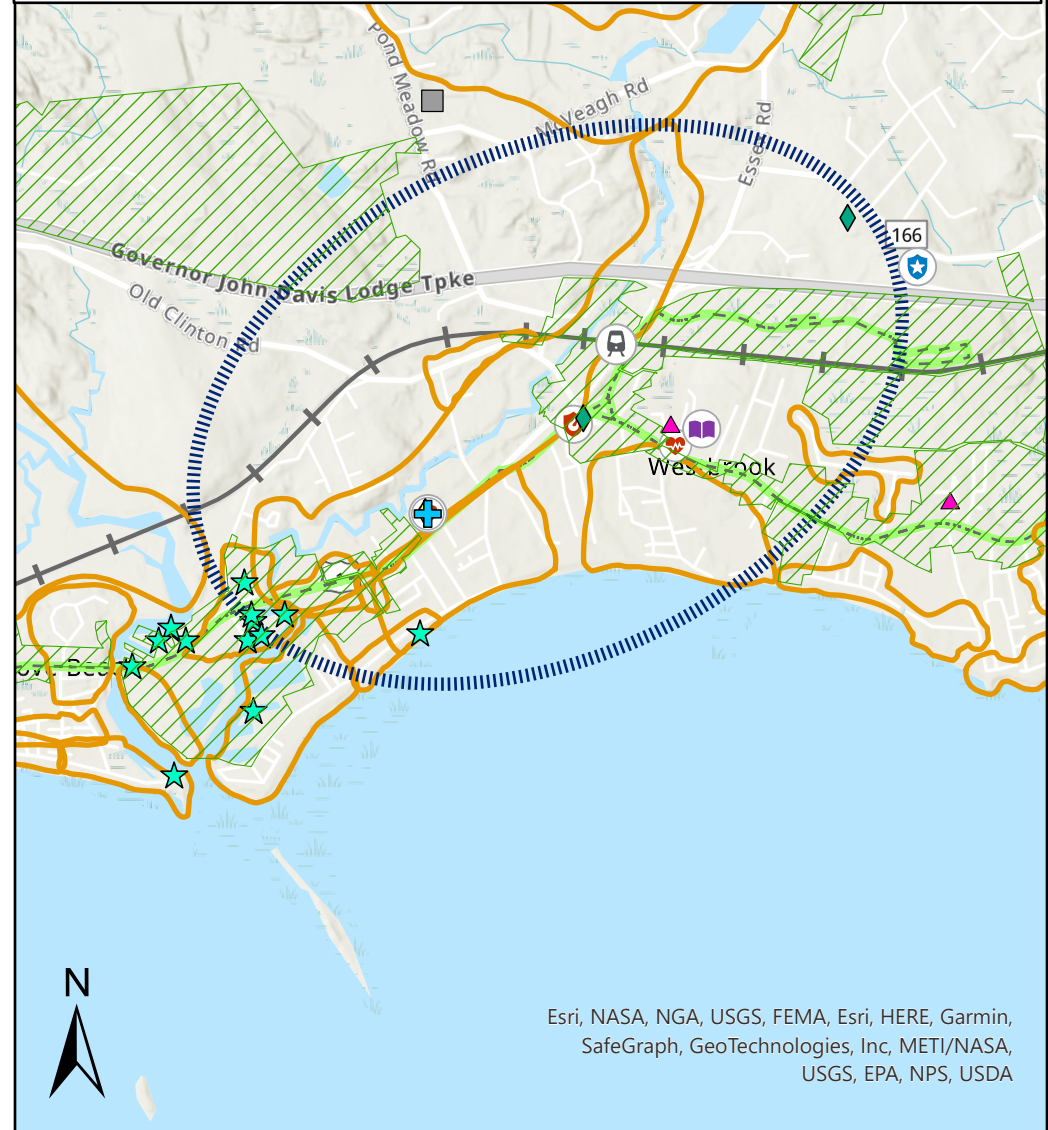 Pond Meadow Rd
McVeagh Rd
Essex Rd
166
Governor John Davis Lodge Tpke
Old Clinton Rd
Westbrook
N
Esri, NASA, NGA, USGS, FEMA, Esri, HERE, Garmin,
SafeGraph, GeoTechnologies, Inc, METI/NASA,
USGS, EPA, NPS, USDA